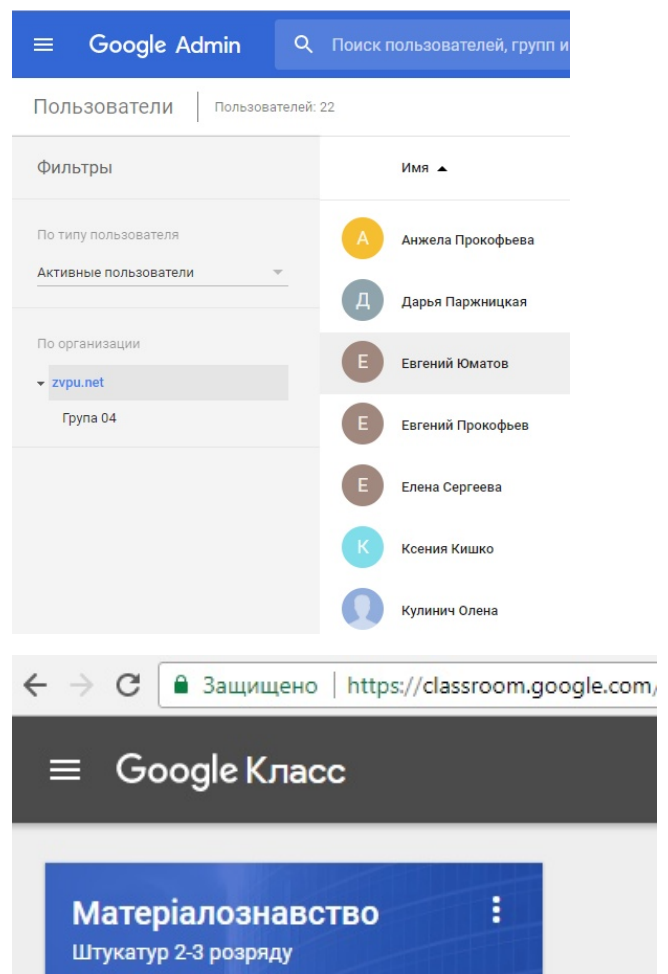 Google Admin
Поиск пользователей, групп и
Пользователи
Пользователей: 22
Фильтры
Имя
По типу пользователя
Активные пользователи
По организации
zvpu.net
Група 04
А
Анжела Прокофьева
Д
Дарья Паржницкая
Е
Евгений Юматов
Е
Евгений Прокофьев
Е
Елена Сергеева
К
Ксения Кишко
Кулинич Олена
Защищено
https://classroom.google.com/
Google Класс
Матеріалознавство
Штукатур 2-3 розряду